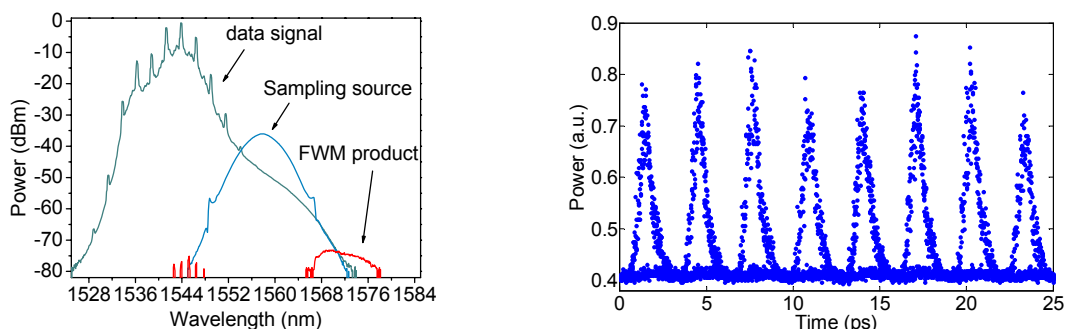 0
-10
-20
-30
-40
-50
-60
-70
-80
Power (dBm)
data signal
Sampling source
FWM product
1528 1536 1544 1552 1560 1568 1576 1584
Wavelength (nm)
0.9
0.8
0.7
0.6
0.5
0.4
Power (a.u.)
0 5 10 15 20 25
Time (ps)